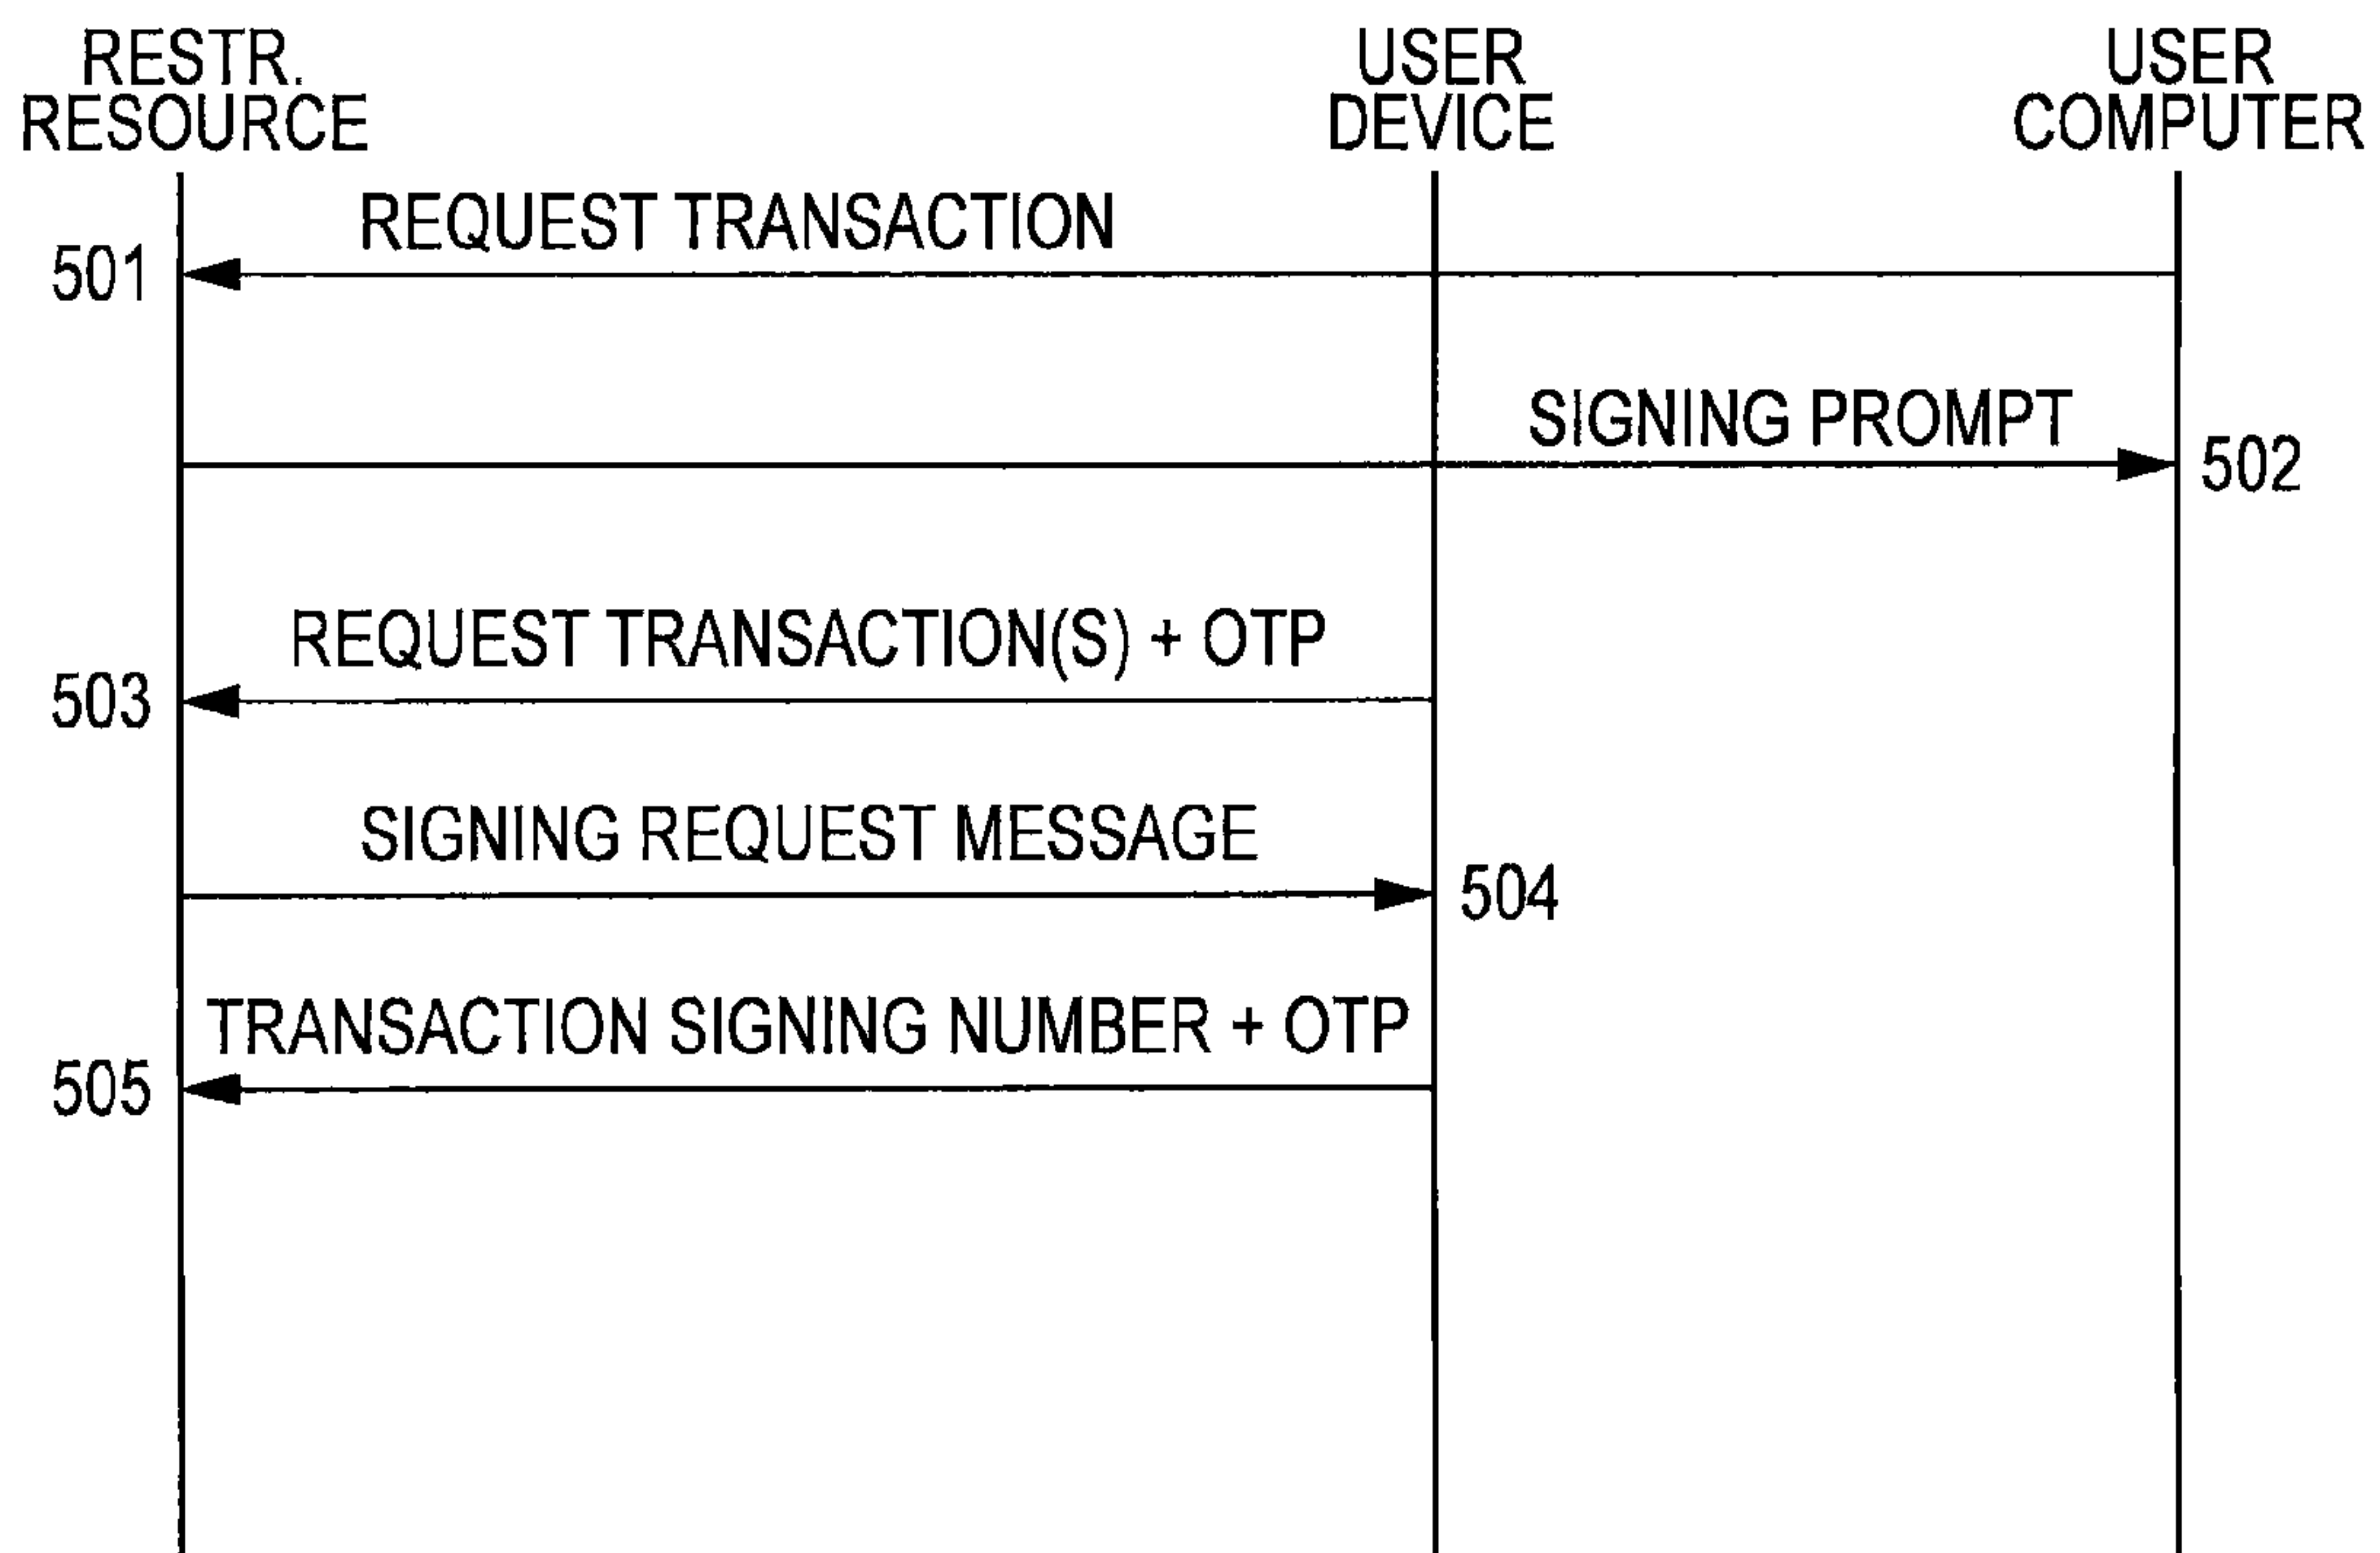 RESTR.
RESOURCE
USER
DEVICE
USER
COMPUTER
REQUEST TRANSACTION
501
SIGNING PROMPT
502
REQUEST TRANSACTION(S) + OTP
503
SIGNING REQUEST MESSAGE
504
TRANSACTION SIGNING NUMBER + OTP
505